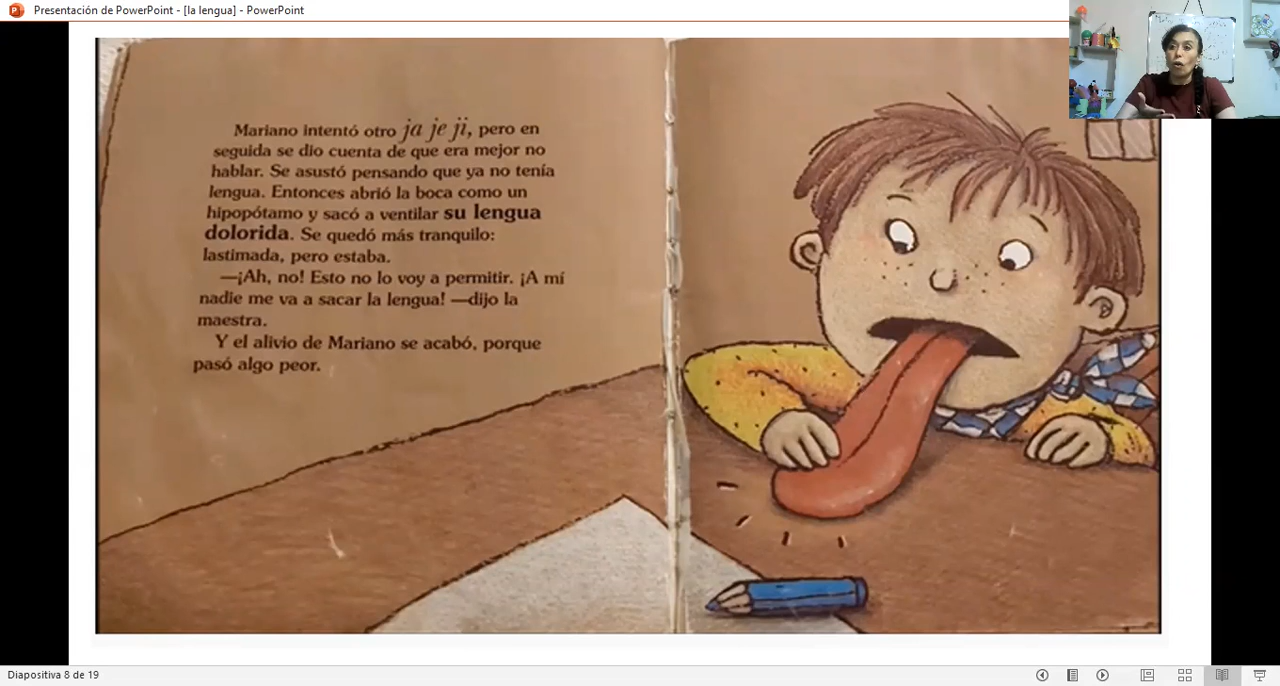 Presentación de PowerPoint - [la lengua] - PowerPoint
Mariano intentó otro ja je ji, pero en
seguida se dio cuenta de que era mejor no
hablar. Se asustó pensando que ya no tenía
lengua. Entonces abrió la boca como un
hipopótamo y sacó a ventilar su lengua
dolorida. Se quedó más tranquilo:
lastimada, pero estaba.
—¡Ah, no! Esto no lo voy a permitir. ¡A mí
nadie me va a sacar la lengua! —dijo la
maestra.
Y el alivio de Mariano se acabó, porque
pasó algo peor.
Diapositiva 8 de 19